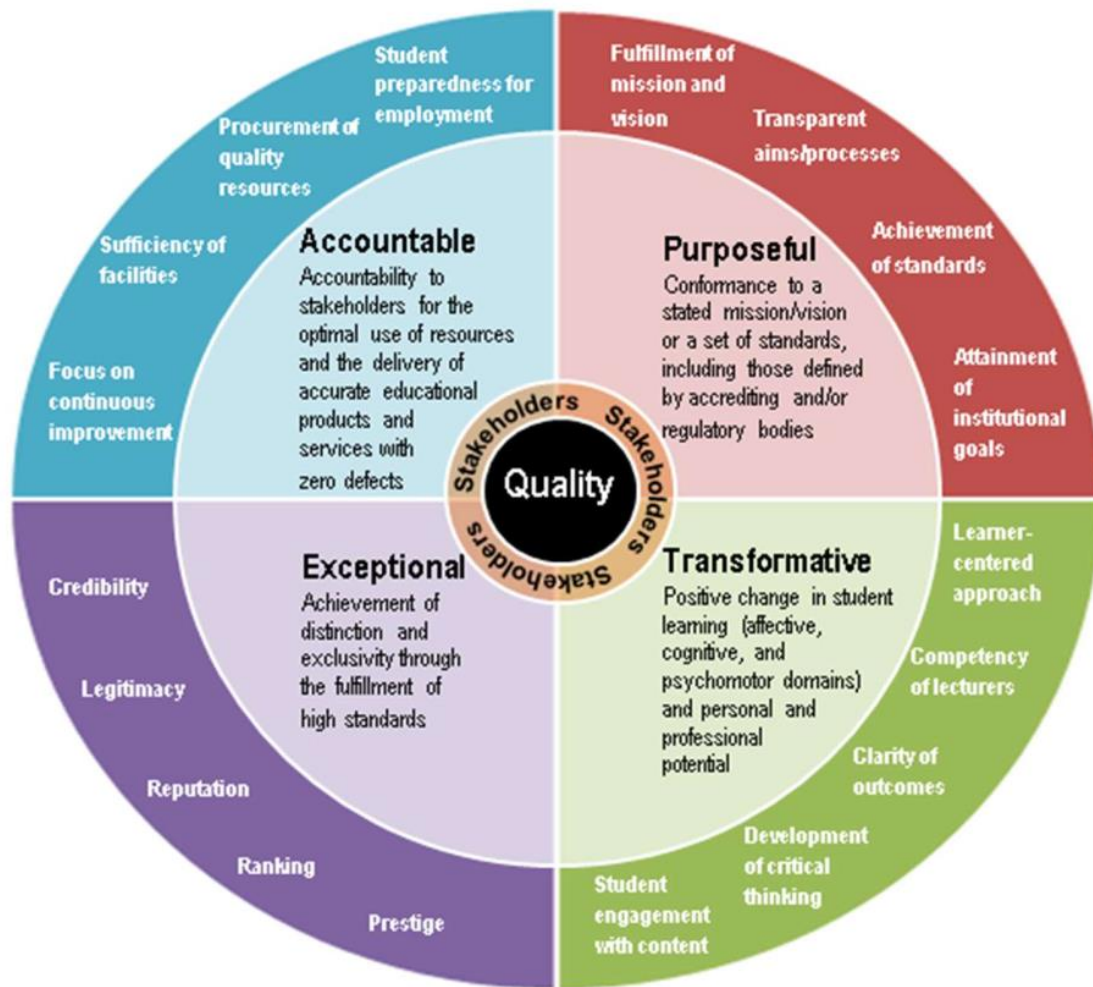 Student
preparedness for
employment
Procurement of
quality
resources
Sufficiency of
facilities
Focus on
continuous
improvement
Accountable
Accountability to
stakeholders for the
optimal use of resources
and the delivery of
accurate educational
products and
services with
zero defects
Fulfillment of
mission and
vision
Transparent
aims/processes
Achievement
of standards
Attainment
of
institutional
goals
Purposeful
Conformance to a
stated mission/vision
or a set of standards,
including those defined
by accrediting and/or
regulatory bodies
Stakeholders
Stakeholders
Stakeholders
Quality
Exceptional
Achievement of
distinction and
exclusivity through
the fulfillment of
high standards
Credibility
Legitimacy
Reputation
Ranking
Prestige
Transformative
Positive change in student
learning (affective,
cognitive, and
psychomotor domains)
and personal and
professional
potential
Learner-
centered
approach
Competency
of lecturers
Clarity of
outcomes
Development
of critical
thinking
Student
engagement
with content